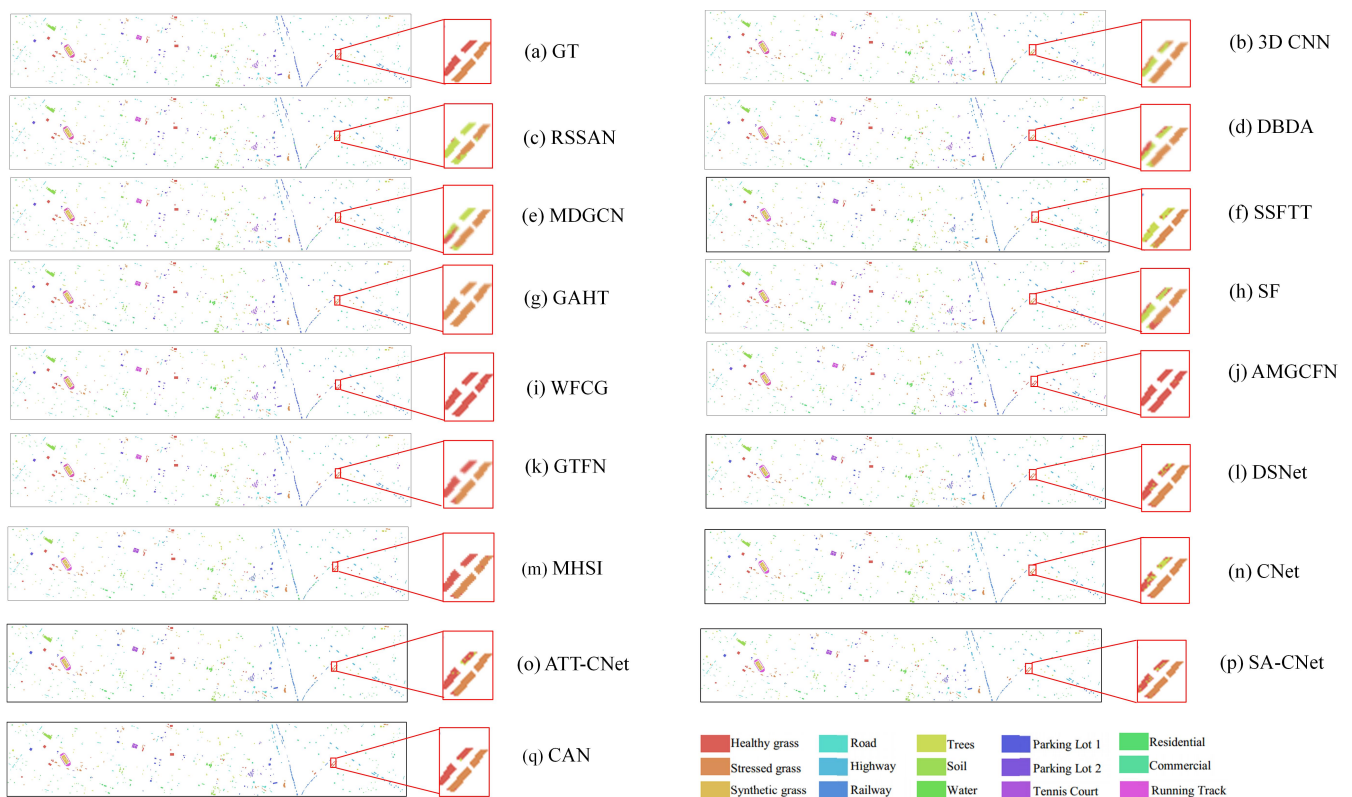 (a) GT
(b) 3D CNN
(c) RSSAN
(d) DBDA
(e) MDGCN
(f) SSFTT
(g) GAHT
(h) SF
(i) WFCG
(j) AMGCFN
(k) GTFN
(l) DSNet
(m) MHSI
(n) CNet
(o) ATT-CNet
(p) SA-CNet
(q) CAN
Healthy grass Road Trees Parking Lot 1 Residential
Stressed grass Highway Soil Parking Lot 2 Commercial
Synthetic grass Railway Water Tennis Court Running Track